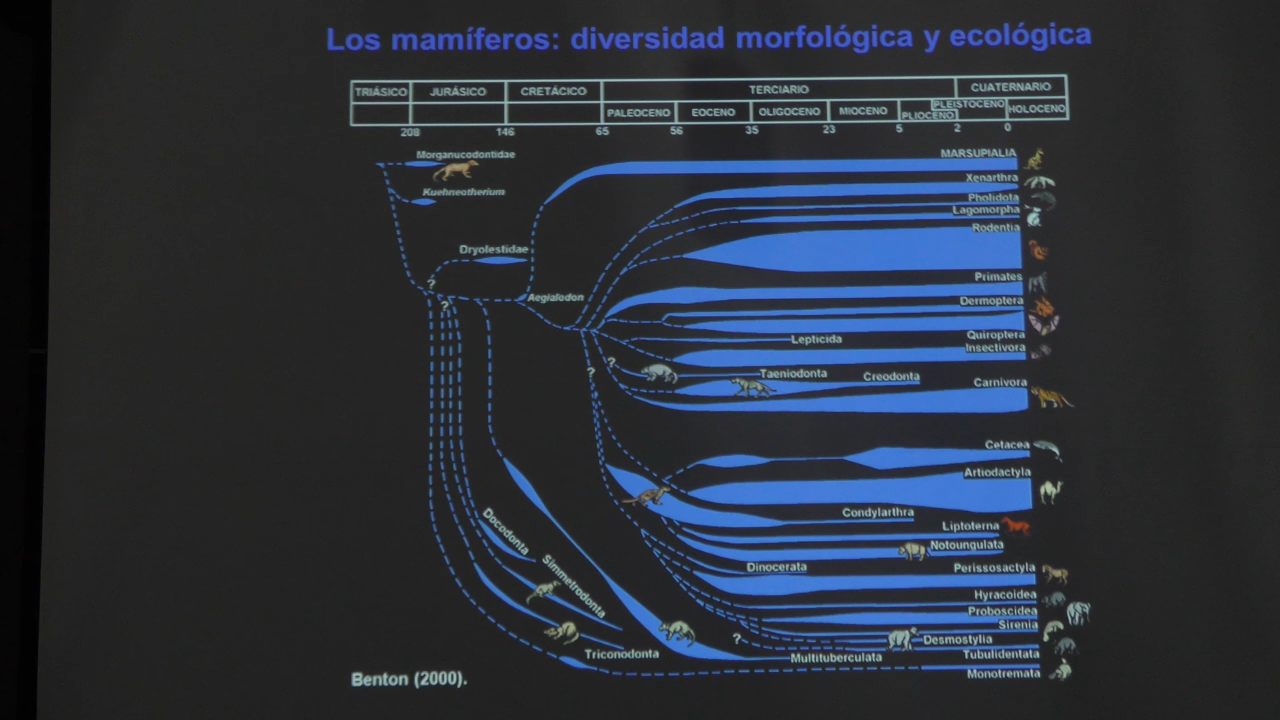 Los mamíferos: diversidad morfológica y ecológica
TRIÁSICO JURÁSICO CRETÁCICO TERCIARIO CUATERNARIO
PALEOCENO EOCENO OLIGOCENO MIOCENO PLIOCENO PLEISTOCENO HOLOCENO
208 146 65 56 35 23 5 2 0
Morganucodontidae
MARSUPIALIA
Xenarthra
Kuehneotherium
Pholidota
Lagomorpha
Rodentia
Dryolestidae
Primates
?
Aegialodon
Dermoptera
?
Quiroptera
Lepticida
Insectivora
?
?
Taeniodonta
Creodonta
Carnivora
Cetacea
Artiodactyla
Condylarthra
Docodonta
Liptoterna
Notoungulata
Simmetrodonta
Dinocerata
Perissosactyla
Hyracoidea
Proboscidea
Sirenia
?
Desmostylia
Triconodonta
Multituberculata
Tubulidentata
Monotremata
Benton (2000).